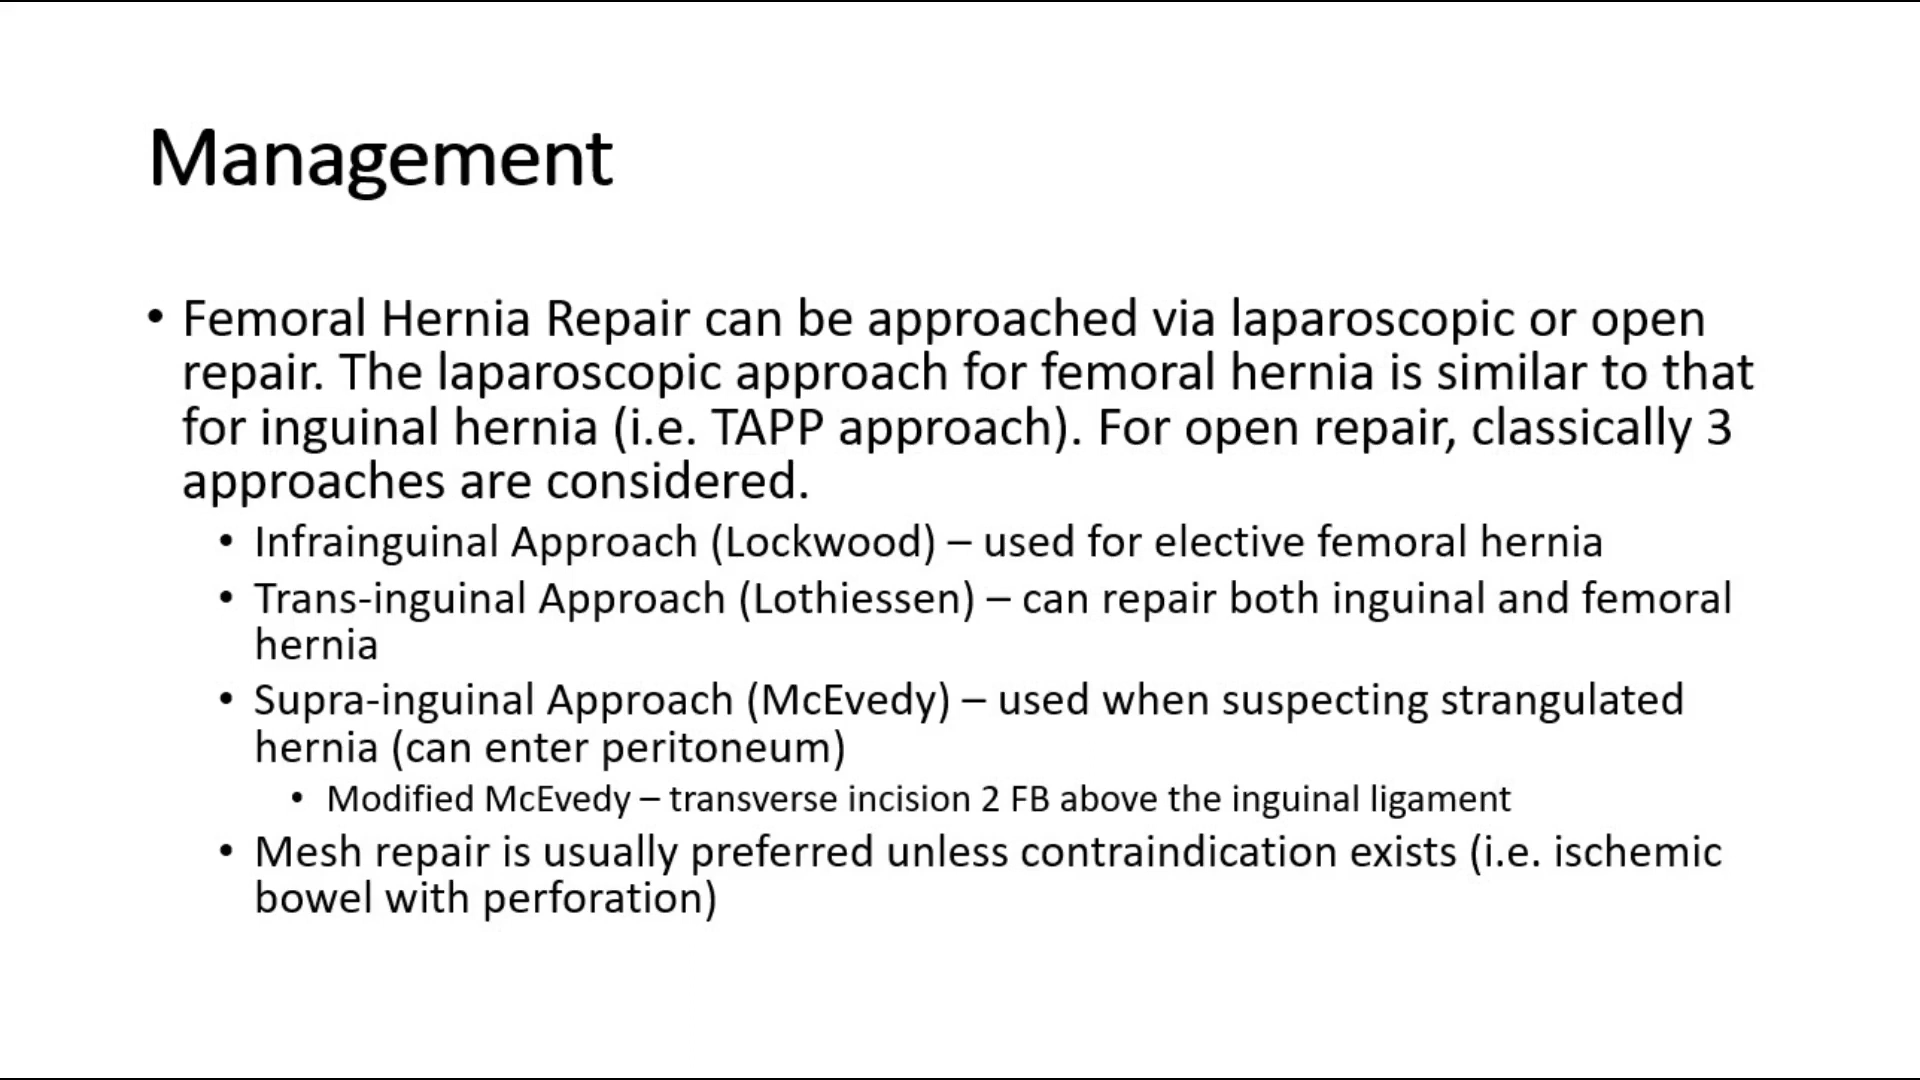 Management
• Femoral Hernia Repair can be approached via laparoscopic or open
repair. The laparoscopic approach for femoral hernia is similar to that
for inguinal hernia (i.e. TAPP approach). For open repair, classically 3
approaches are considered.
• Infrainguinal Approach (Lockwood) – used for elective femoral hernia
• Trans-inguinal Approach (Lothiessen) – can repair both inguinal and femoral
hernia
• Supra-inguinal Approach (McEvedy) – used when suspecting strangulated
hernia (can enter peritoneum)
• Modified McEvedy – transverse incision 2 FB above the inguinal ligament
• Mesh repair is usually preferred unless contraindication exists (i.e. ischemic
bowel with perforation)